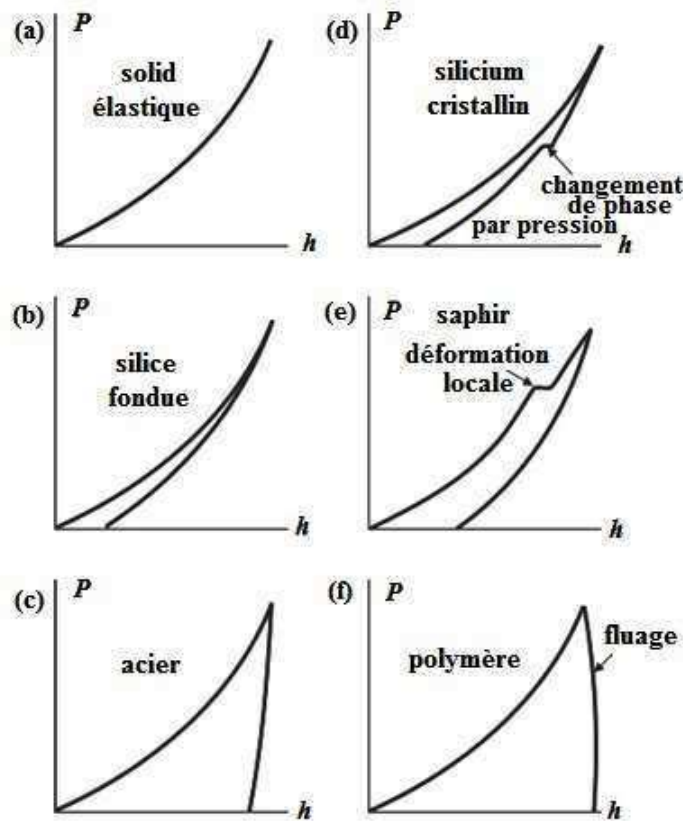 (a)
P
solid
élastique
h
(d)
P
silicium
cristallin
changement
de phase
par pression
h
(b)
P
silice
fondue
h
(e)
P
saphir
déformation
locale
h
(c)
P
acier
h
(f)
P
polymère
fluage
h